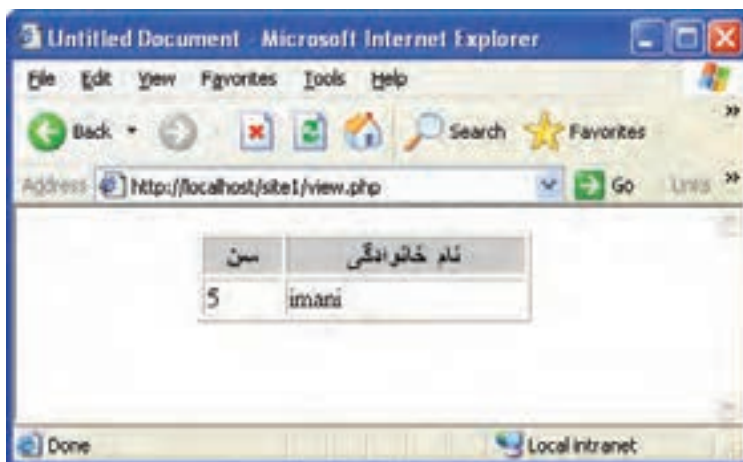 Untitled Document - Microsoft Internet Explorer
File Edit View Favorites Tools Help
Back Search Favorites
Address http://localhost/site1/view.php Go Links
نام خانوادگی سن
imani 5
Done Local intranet